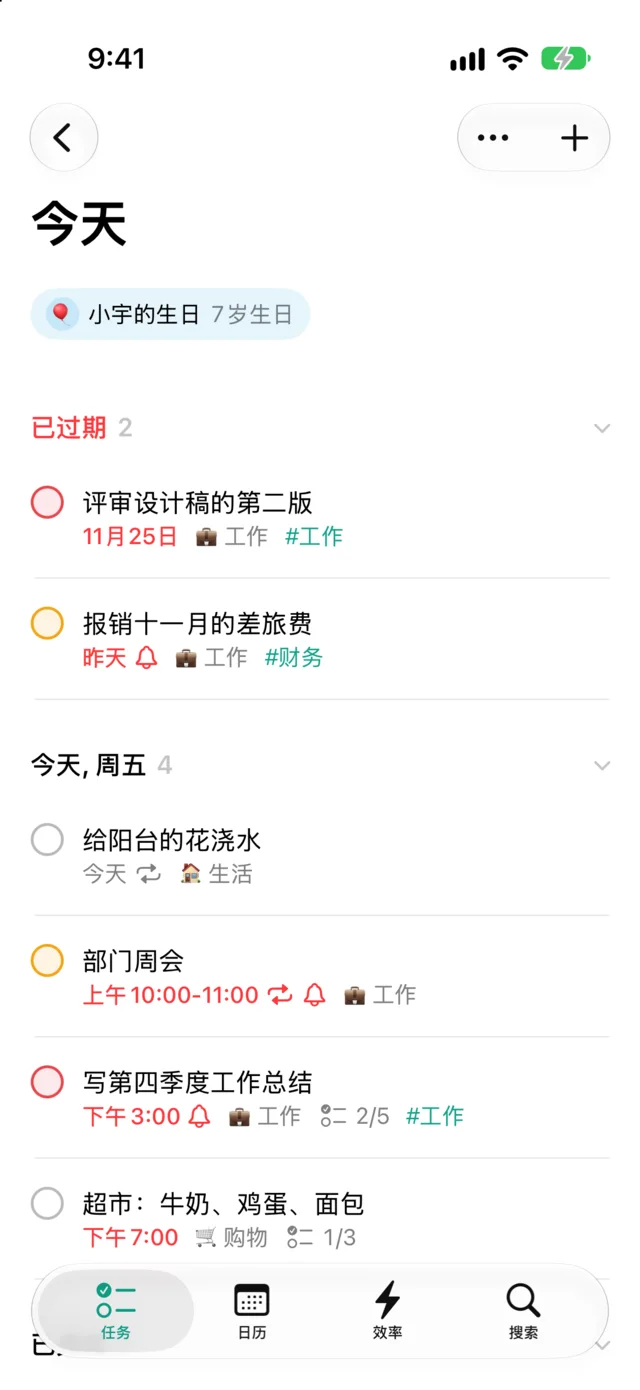 9:41
今天
小宇的生日 7岁生日
已过期 2
评审设计稿的第二版
11月25日 工作 #工作
报销十一月的差旅费
昨天 工作 #财务
今天, 周五 4
给阳台的花浇水
今天 生活
部门周会
上午10:00-11:00 工作
写第四季度工作总结
下午3:00 工作 2/5 #工作
超市：牛奶、鸡蛋、面包
下午7:00 购物 1/3
任务 日历 效率 搜索